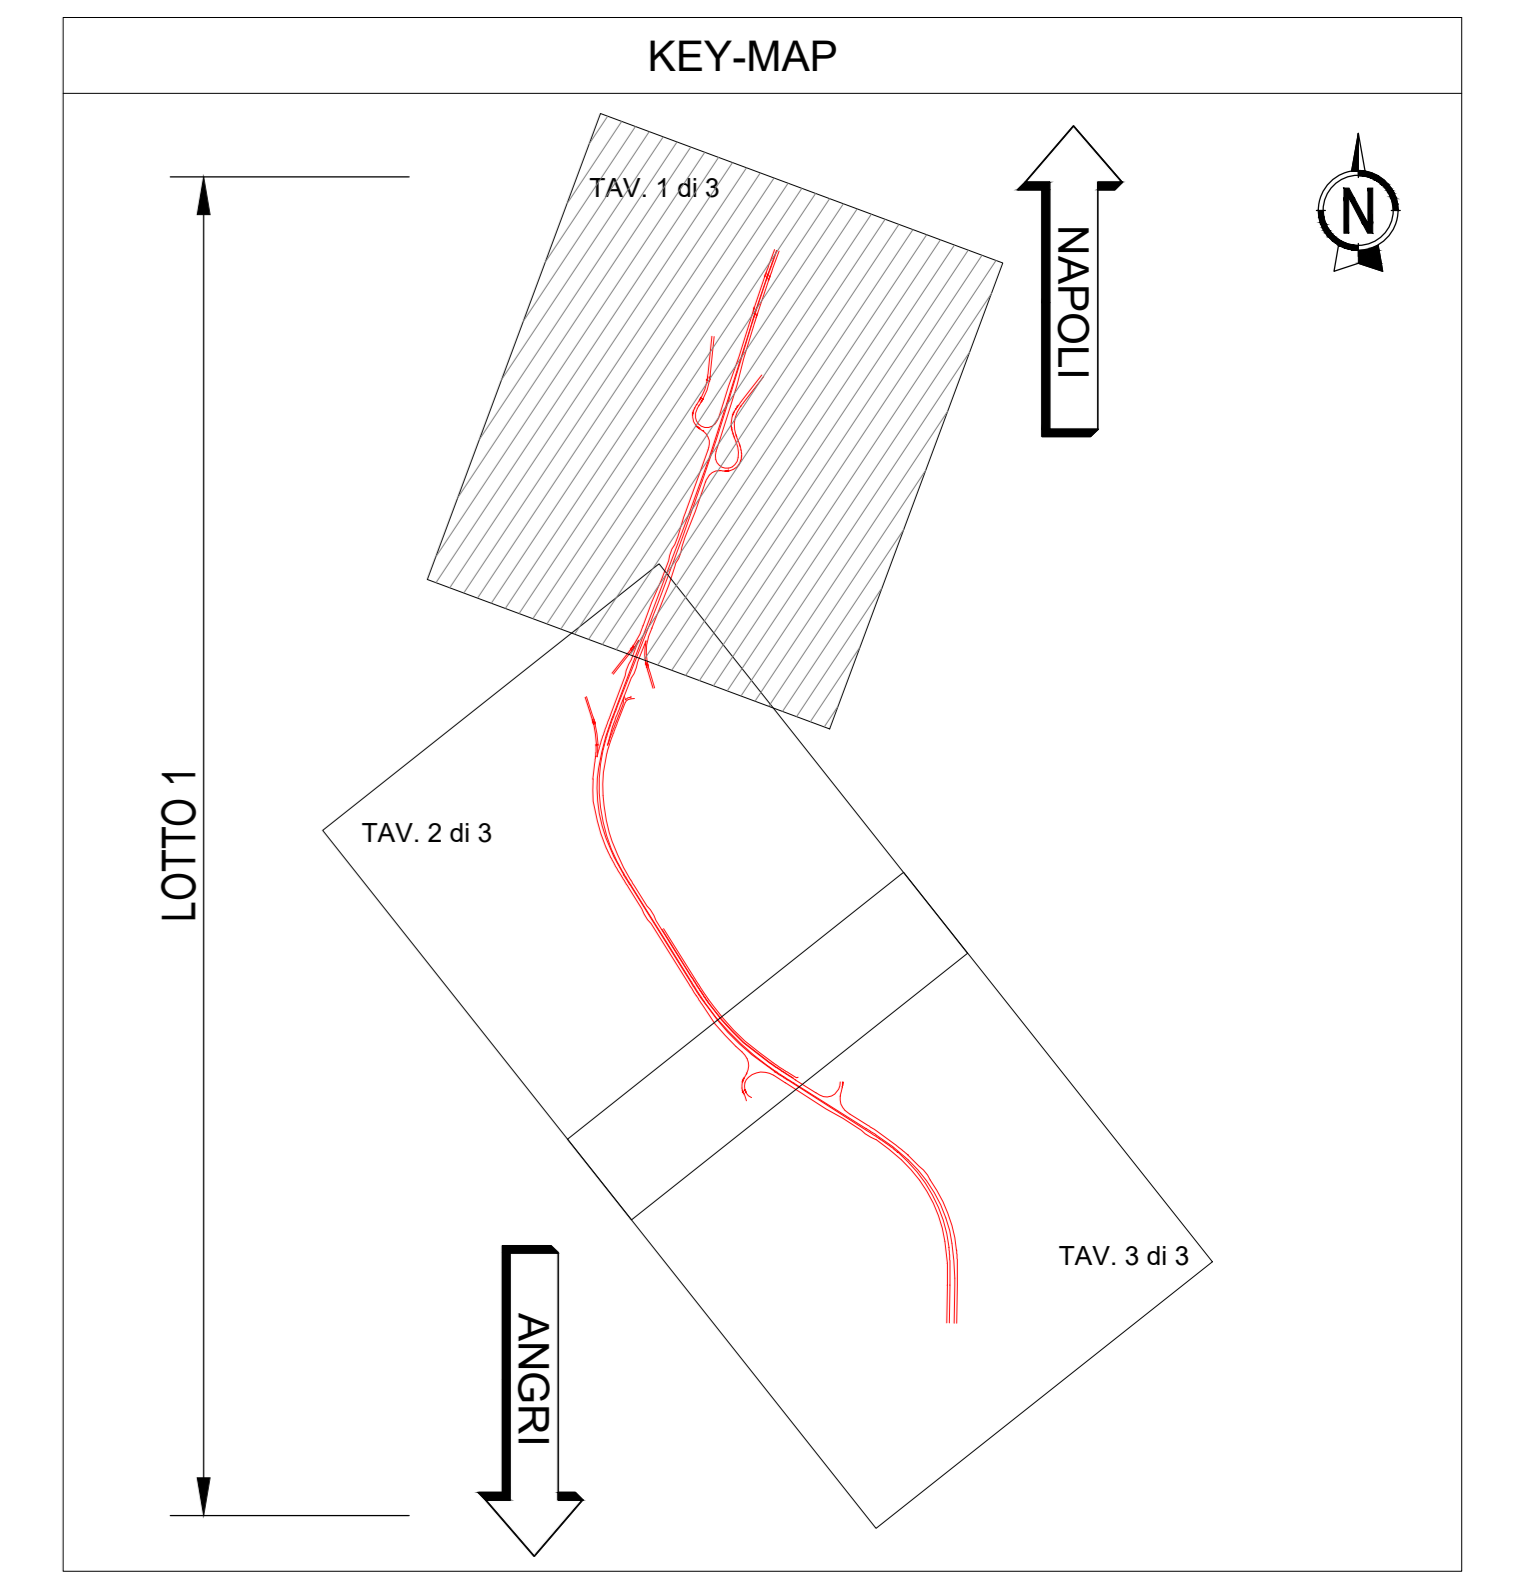 KEY-MAP
TAV. 1 di 3
NAPOLI
N
LOTTO 1
TAV. 2 di 3
TAV. 3 di 3
ANGRI